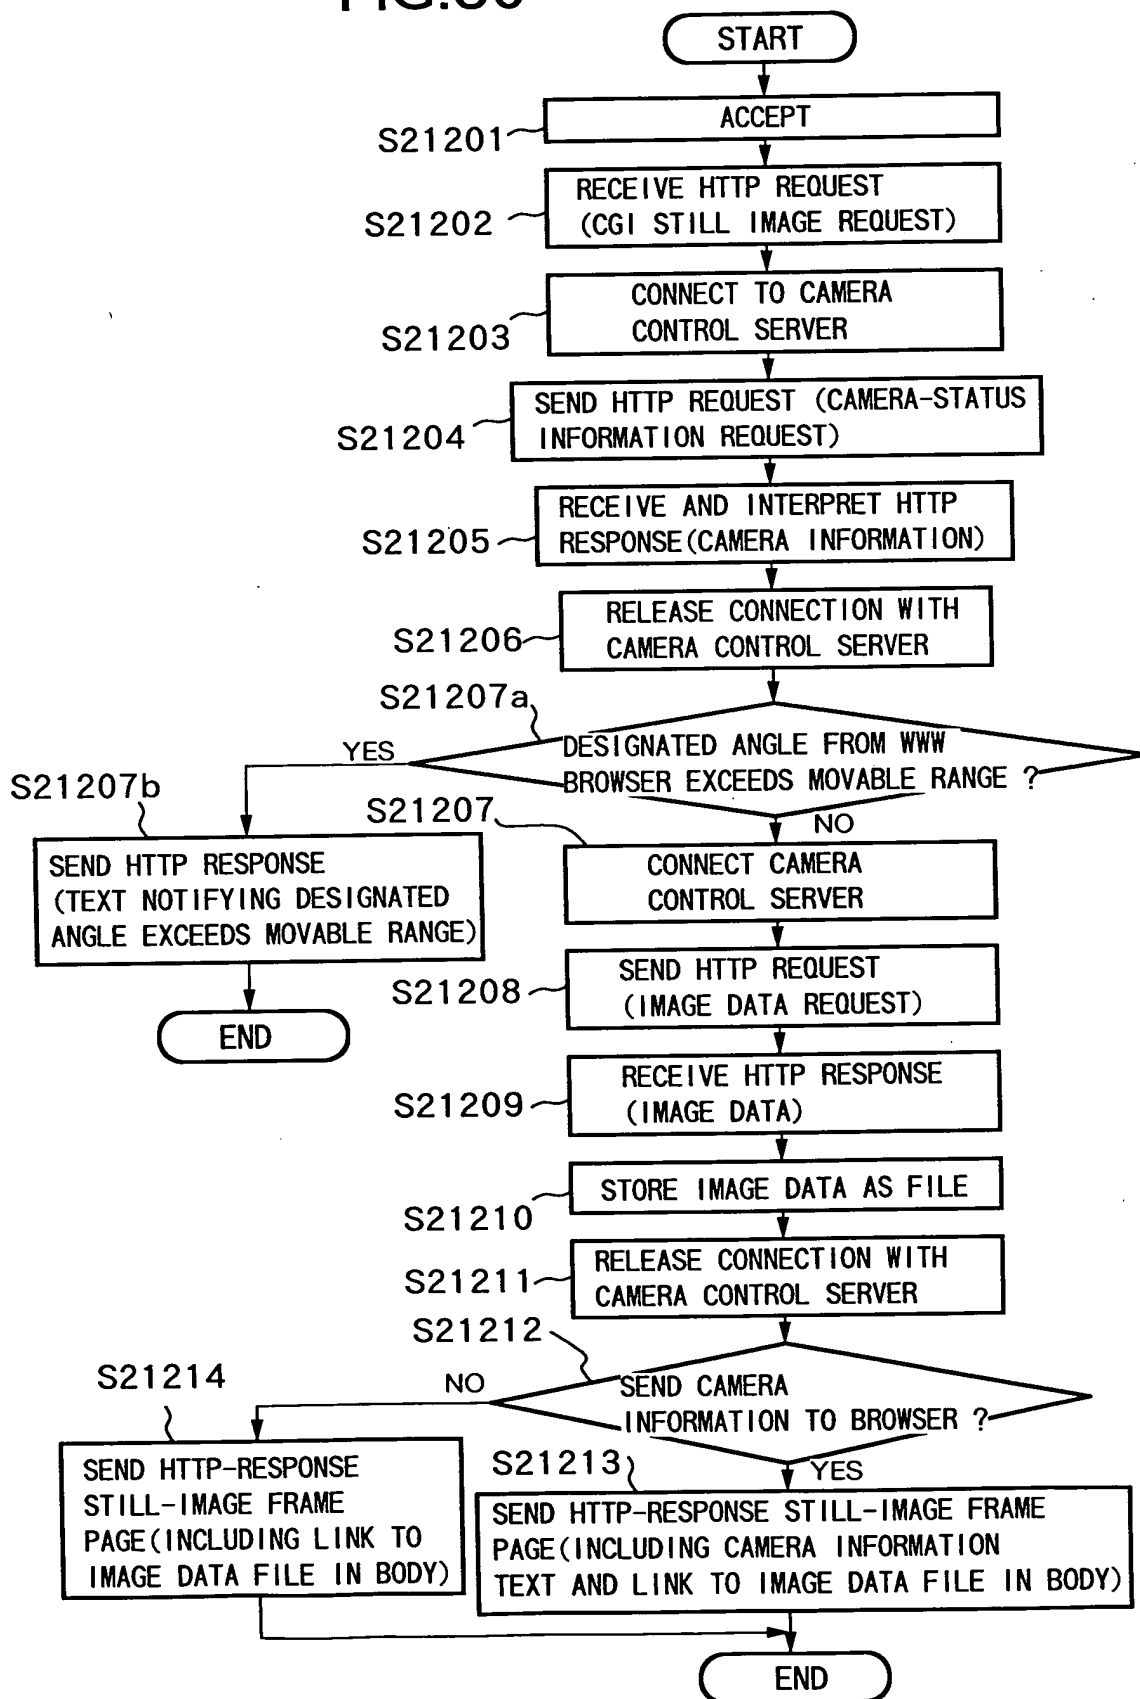 START
ACCEPT
S21201
RECEIVE HTTP REQUEST
(CGI STILL IMAGE REQUEST)
S21202
CONNECT TO CAMERA
CONTROL SERVER
S21203
SEND HTTP REQUEST (CAMERA-STATUS
INFORMATION REQUEST)
S21204
RECEIVE AND INTERPRET HTTP
RESPONSE(CAMERA INFORMATION)
S21205
RELEASE CONNECTION WITH
CAMERA CONTROL SERVER
S21206
S21207a
DESIGNATED ANGLE FROM WWW
BROWSER EXCEEDS MOVABLE RANGE ?
YES
S21207b
SEND HTTP RESPONSE
(TEXT NOTIFYING DESIGNATED
ANGLE EXCEEDS MOVABLE RANGE)
END
NO
S21207
CONNECT CAMERA
CONTROL SERVER
SEND HTTP REQUEST
(IMAGE DATA REQUEST)
S21208
RECEIVE HTTP RESPONSE
(IMAGE DATA)
S21209
STORE IMAGE DATA AS FILE
S21210
RELEASE CONNECTION WITH
CAMERA CONTROL SERVER
S21211
S21212
SEND CAMERA
INFORMATION TO BROWSER ?
NO
S21214
SEND HTTP-RESPONSE
STILL-IMAGE FRAME
PAGE(INCLUDING LINK TO
IMAGE DATA FILE IN BODY)
YES
S21213
SEND HTTP-RESPONSE STILL-IMAGE FRAME
PAGE(INCLUDING CAMERA INFORMATION
TEXT AND LINK TO IMAGE DATA FILE IN BODY)
END